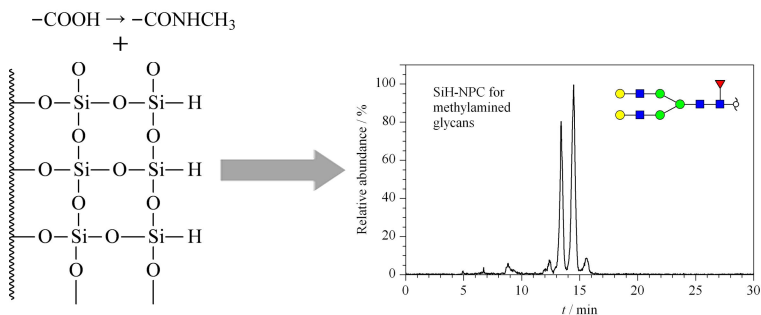 –COOH → –CONHCH₃
+
O O
–O–Si–O–Si–H
O O
–O–Si–O–Si–H
O O
–O–Si–O–Si–H
O O
SiH-NPC for
methylamined
glycans
Relative abundance / %
100
80
60
40
20
0
0 5 10 15 20 25 30
t / min